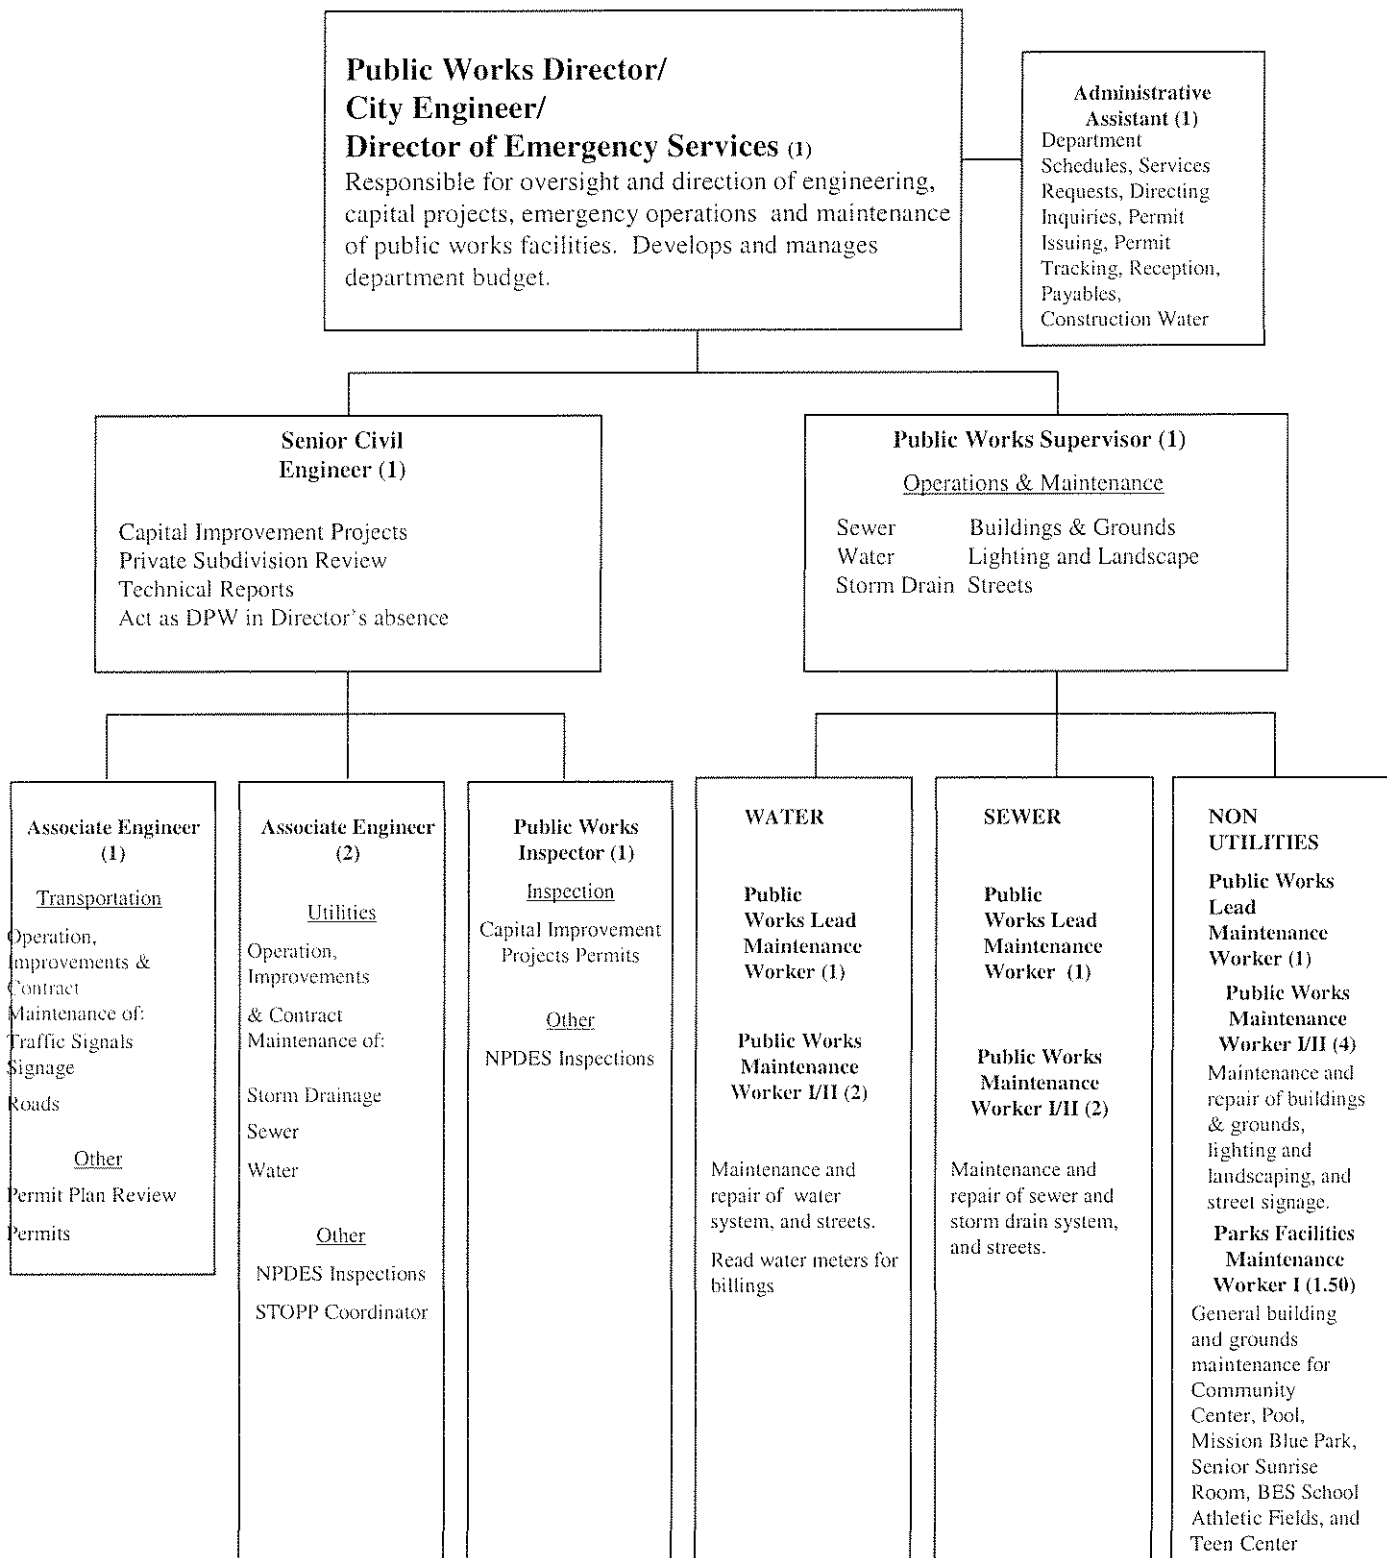 Public Works Director/
City Engineer/
Director of Emergency Services (1)
Responsible for oversight and direction of engineering,
capital projects, emergency operations and maintenance
of public works facilities. Develops and manages
department budget.
Administrative
Assistant (1)
Department
Schedules, Services
Requests, Directing
Inquiries, Permit
Issuing, Permit
Tracking, Reception,
Payables,
Construction Water
Senior Civil
Engineer (1)
Capital Improvement Projects
Private Subdivision Review
Technical Reports
Act as DPW in Director's absence
Public Works Supervisor (1)
Operations & Maintenance
Sewer Buildings & Grounds
Water Lighting and Landscape
Storm Drain Streets
Associate Engineer
(1)
Transportation
Operation,
Improvements &
Contract
Maintenance of:
Traffic Signals
Signage
Roads
Other
Permit Plan Review
Permits
Associate Engineer
(2)
Utilities
Operation,
Improvements
& Contract
Maintenance of:
Storm Drainage
Sewer
Water
Other
NPDES Inspections
STOPP Coordinator
Public Works
Inspector (1)
Inspection
Capital Improvement
Projects Permits
Other
NPDES Inspections
WATER
Public
Works Lead
Maintenance
Worker (1)
Public Works
Maintenance
Worker I/II (2)
Maintenance and
repair of water
system, and streets.
Read water meters for
billings
SEWER
Public
Works Lead
Maintenance
Worker (1)
Public Works
Maintenance
Worker I/II (2)
Maintenance and
repair of sewer and
storm drain system,
and streets.
NON
UTILITIES
Public Works
Lead
Maintenance
Worker (1)
Public Works
Maintenance
Worker I/II (4)
Maintenance and
repair of buildings
& grounds,
lighting and
landscaping, and
street signage.
Parks Facilities
Maintenance
Worker I (1.50)
General building
and grounds
maintenance for
Community
Center, Pool,
Mission Blue Park,
Senior Sunrise
Room, BES School
Athletic Fields, and
Teen Center